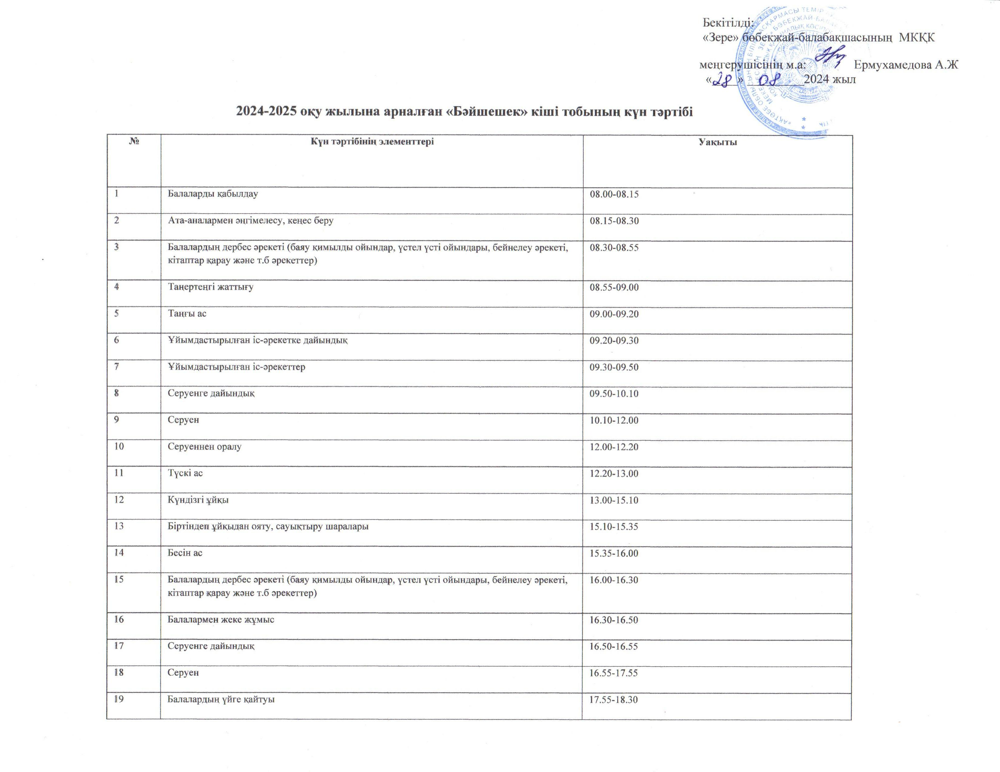 Бекітілді:
«Зере» бөбекжай-балабақшасының МКҚК
меңгерушісінің м.а: Ермухамедова А.Ж
«28» 08 2024 жыл
2024-2025 оқу жылына арналған «Бәйшешек» кіші тобының күн тәртібі
№ Күн тәртібінің элементтері Уақыты
1 Балаларды қабылдау 08.00-08.15
2 Ата-аналармен әңгімелесу, кеңес беру 08.15-08.30
3 Балалардың дербес әрекеті (баяу қимылды ойындар, үстел үсті ойындары, бейнелеу әрекеті, 08.30-08.55
кітаптар қарау және т.б әрекеттер)
4 Таңертеңгі жаттығу 08.55-09.00
5 Таңғы ас 09.00-09.20
6 Ұйымдастырылған іс-әрекетке дайындық 09.20-09.30
7 Ұйымдастырылған іс-әрекеттер 09.30-09.50
8 Серуенге дайындық 09.50-10.10
9 Серуен 10.10-12.00
10 Серуеннен оралу 12.00-12.20
11 Түскі ас 12.20-13.00
12 Күндізгі ұйқы 13.00-15.10
13 Біртіндеп ұйқыдан ояту, сауықтыру шаралары 15.10-15.35
14 Бесін ас 15.35-16.00
15 Балалардың дербес әрекеті (баяу қимылды ойындар, үстел үсті ойындары, бейнелеу әрекеті, 16.00-16.30
кітаптар қарау және т.б әрекеттер)
16 Балалармен жеке жұмыс 16.30-16.50
17 Серуенге дайындық 16.50-16.55
18 Серуен 16.55-17.55
19 Балалардың үйге қайтуы 17.55-18.30